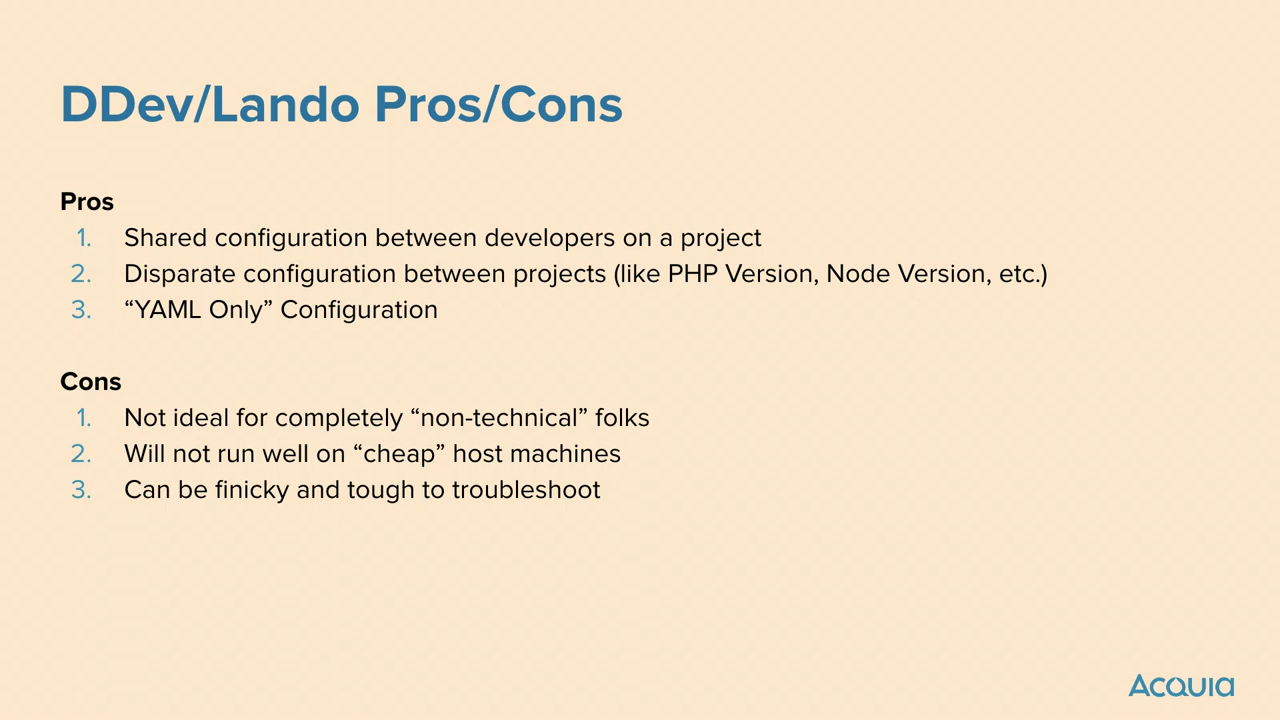 DDev/Lando Pros/Cons
Pros
1. Shared configuration between developers on a project
2. Disparate configuration between projects (like PHP Version, Node Version, etc.)
3. “YAML Only” Configuration
Cons
1. Not ideal for completely “non-technical” folks
2. Will not run well on “cheap” host machines
3. Can be finicky and tough to troubleshoot
Acquia